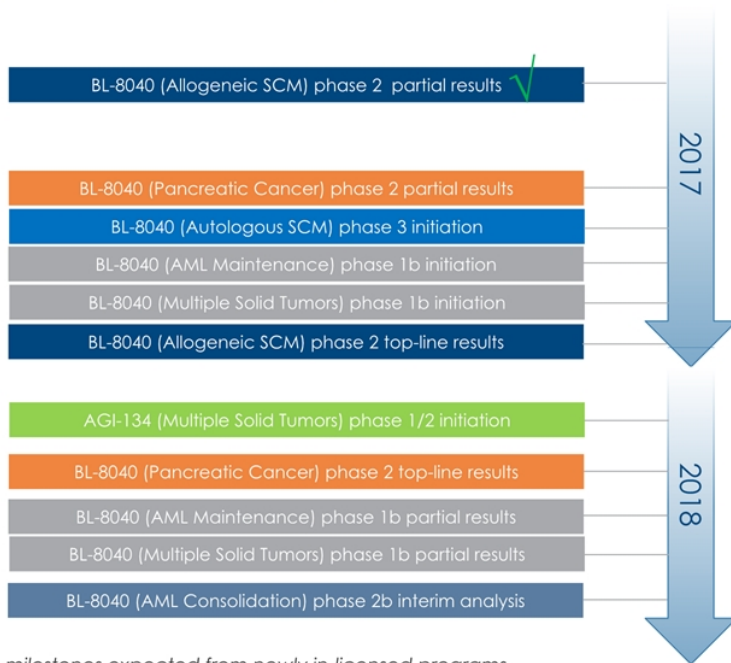 BL-8040 (Allogeneic SCM) phase 2 partial results √
2017
BL-8040 (Pancreatic Cancer) phase 2 partial results
BL-8040 (Autologous SCM) phase 3 initiation
BL-8040 (AML Maintenance) phase 1b initiation
BL-8040 (Multiple Solid Tumors) phase 1b initiation
BL-8040 (Allogeneic SCM) phase 2 top-line results
AGI-134 (Multiple Solid Tumors) phase 1/2 initiation
BL-8040 (Pancreatic Cancer) phase 2 top-line results
2018
BL-8040 (AML Maintenance) phase 1b partial results
BL-8040 (Multiple Solid Tumors) phase 1b partial results
BL-8040 (AML Consolidation) phase 2b interim analysis
milestones expected from newly in-licensed programs